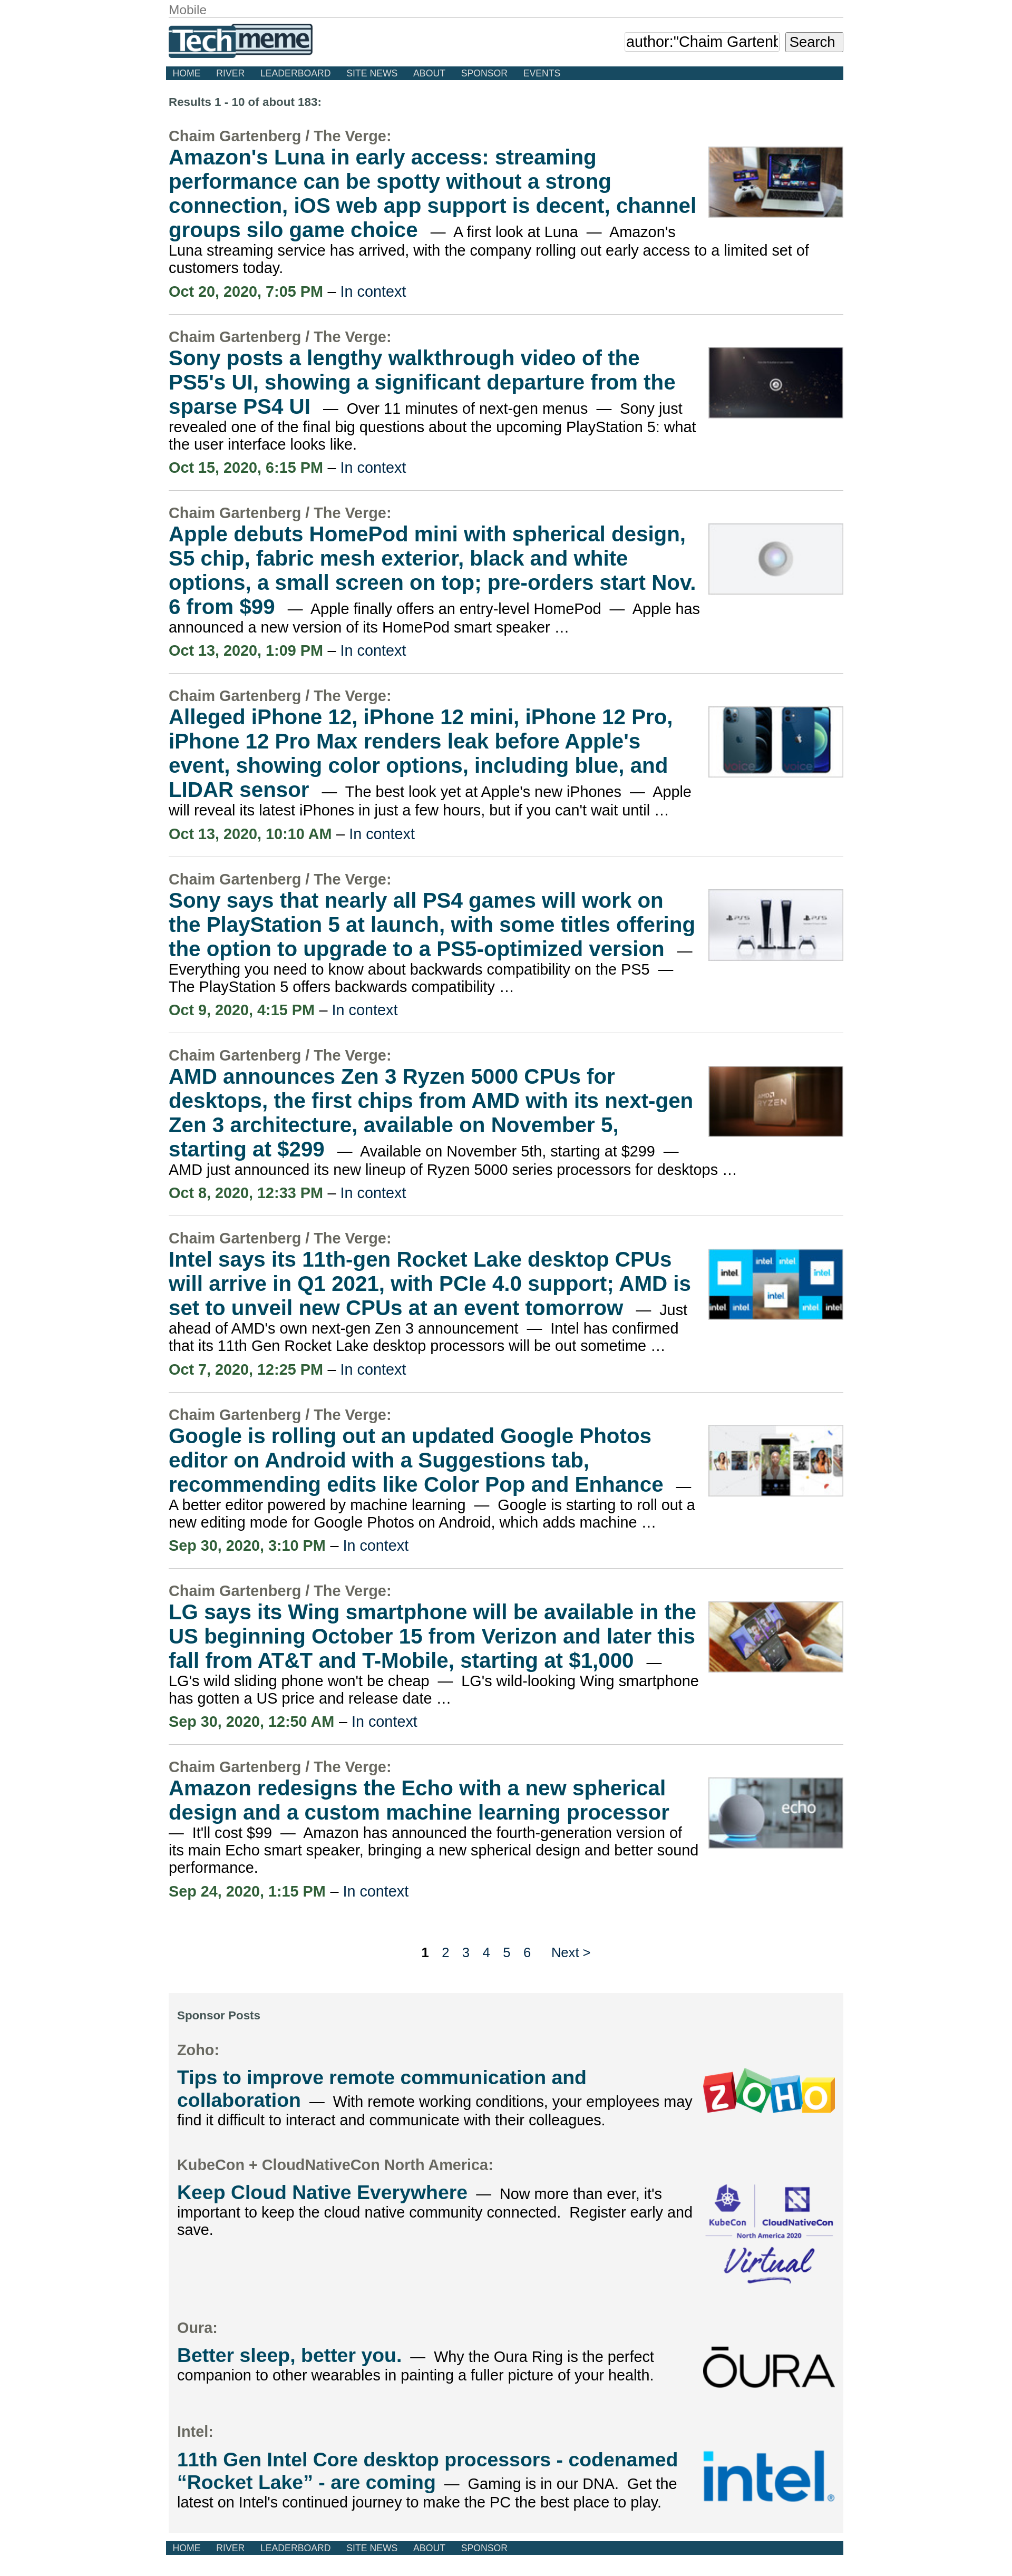 Mobile
Techmeme
author:"Chaim Gartenb
Search
HOME RIVER LEADERBOARD SITE NEWS ABOUT SPONSOR EVENTS
Results 1 - 10 of about 183:
Chaim Gartenberg / The Verge:
Amazon's Luna in early access: streaming
performance can be spotty without a strong
connection, iOS web app support is decent, channel
groups silo game choice — A first look at Luna — Amazon's
Luna streaming service has arrived, with the company rolling out early access to a limited set of
customers today.
Oct 20, 2020, 7:05 PM – In context
Chaim Gartenberg / The Verge:
Sony posts a lengthy walkthrough video of the
PS5's UI, showing a significant departure from the
sparse PS4 UI — Over 11 minutes of next-gen menus — Sony just
revealed one of the final big questions about the upcoming PlayStation 5: what
the user interface looks like.
Oct 15, 2020, 6:15 PM – In context
Chaim Gartenberg / The Verge:
Apple debuts HomePod mini with spherical design,
S5 chip, fabric mesh exterior, black and white
options, a small screen on top; pre-orders start Nov.
6 from $99 — Apple finally offers an entry-level HomePod — Apple has
announced a new version of its HomePod smart speaker …
Oct 13, 2020, 1:09 PM – In context
Chaim Gartenberg / The Verge:
Alleged iPhone 12, iPhone 12 mini, iPhone 12 Pro,
iPhone 12 Pro Max renders leak before Apple's
event, showing color options, including blue, and
LIDAR sensor — The best look yet at Apple's new iPhones — Apple
will reveal its latest iPhones in just a few hours, but if you can't wait until …
Oct 13, 2020, 10:10 AM – In context
Chaim Gartenberg / The Verge:
Sony says that nearly all PS4 games will work on
the PlayStation 5 at launch, with some titles offering
the option to upgrade to a PS5-optimized version —
Everything you need to know about backwards compatibility on the PS5 —
The PlayStation 5 offers backwards compatibility …
PS5 PS5
Oct 9, 2020, 4:15 PM – In context
Chaim Gartenberg / The Verge:
AMD announces Zen 3 Ryzen 5000 CPUs for
desktops, the first chips from AMD with its next-gen
Zen 3 architecture, available on November 5,
starting at $299 — Available on November 5th, starting at $299 —
AMD just announced its new lineup of Ryzen 5000 series processors for desktops …
AMD
RYZEN
Oct 8, 2020, 12:33 PM – In context
Chaim Gartenberg / The Verge:
Intel says its 11th-gen Rocket Lake desktop CPUs
will arrive in Q1 2021, with PCIe 4.0 support; AMD is
set to unveil new CPUs at an event tomorrow — Just
ahead of AMD's own next-gen Zen 3 announcement — Intel has confirmed
that its 11th Gen Rocket Lake desktop processors will be out sometime …
intel intel intel intel
intel
intel intel intel intel
Oct 7, 2020, 12:25 PM – In context
Chaim Gartenberg / The Verge:
Google is rolling out an updated Google Photos
editor on Android with a Suggestions tab,
recommending edits like Color Pop and Enhance —
A better editor powered by machine learning — Google is starting to roll out a
new editing mode for Google Photos on Android, which adds machine …
Sep 30, 2020, 3:10 PM – In context
Chaim Gartenberg / The Verge:
LG says its Wing smartphone will be available in the
US beginning October 15 from Verizon and later this
fall from AT&T and T-Mobile, starting at $1,000 —
LG's wild sliding phone won't be cheap — LG's wild-looking Wing smartphone
has gotten a US price and release date …
Sep 30, 2020, 12:50 AM – In context
Chaim Gartenberg / The Verge:
Amazon redesigns the Echo with a new spherical
design and a custom machine learning processor
— It'll cost $99 — Amazon has announced the fourth-generation version of
its main Echo smart speaker, bringing a new spherical design and better sound
performance.
echo
Sep 24, 2020, 1:15 PM – In context
1 2 3 4 5 6 Next >
Sponsor Posts
Zoho:
Tips to improve remote communication and
collaboration — With remote working conditions, your employees may
find it difficult to interact and communicate with their colleagues.
ZOHO
KubeCon + CloudNativeCon North America:
Keep Cloud Native Everywhere — Now more than ever, it's
important to keep the cloud native community connected. Register early and
save.
KubeCon CloudNativeCon
North America 2020
Virtual
Oura:
Better sleep, better you. — Why the Oura Ring is the perfect
companion to other wearables in painting a fuller picture of your health.
ŌURA
Intel:
11th Gen Intel Core desktop processors - codenamed
“Rocket Lake” - are coming — Gaming is in our DNA. Get the
latest on Intel's continued journey to make the PC the best place to play.
intel®
HOME RIVER LEADERBOARD SITE NEWS ABOUT SPONSOR